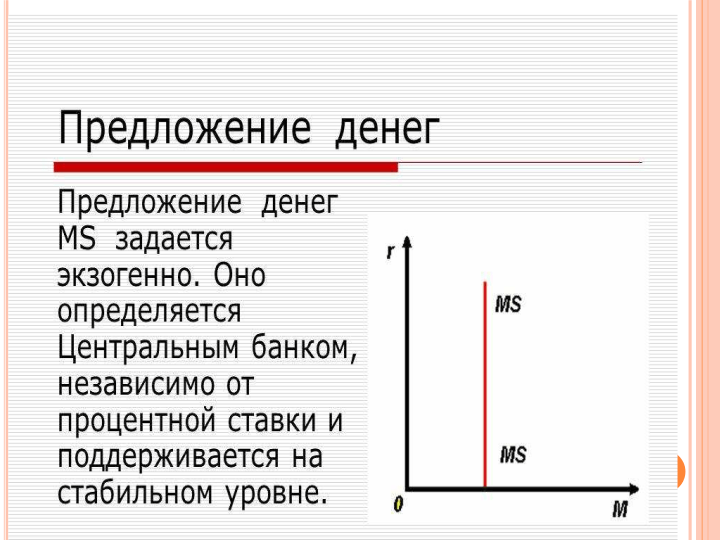 Предложение денег
Предложение денег
MS задается
экзогенно. Оно
определяется
Центральным банком,
независимо от
процентной ставки и
поддерживается на
стабильном уровне.
r
MS
MS
0
M